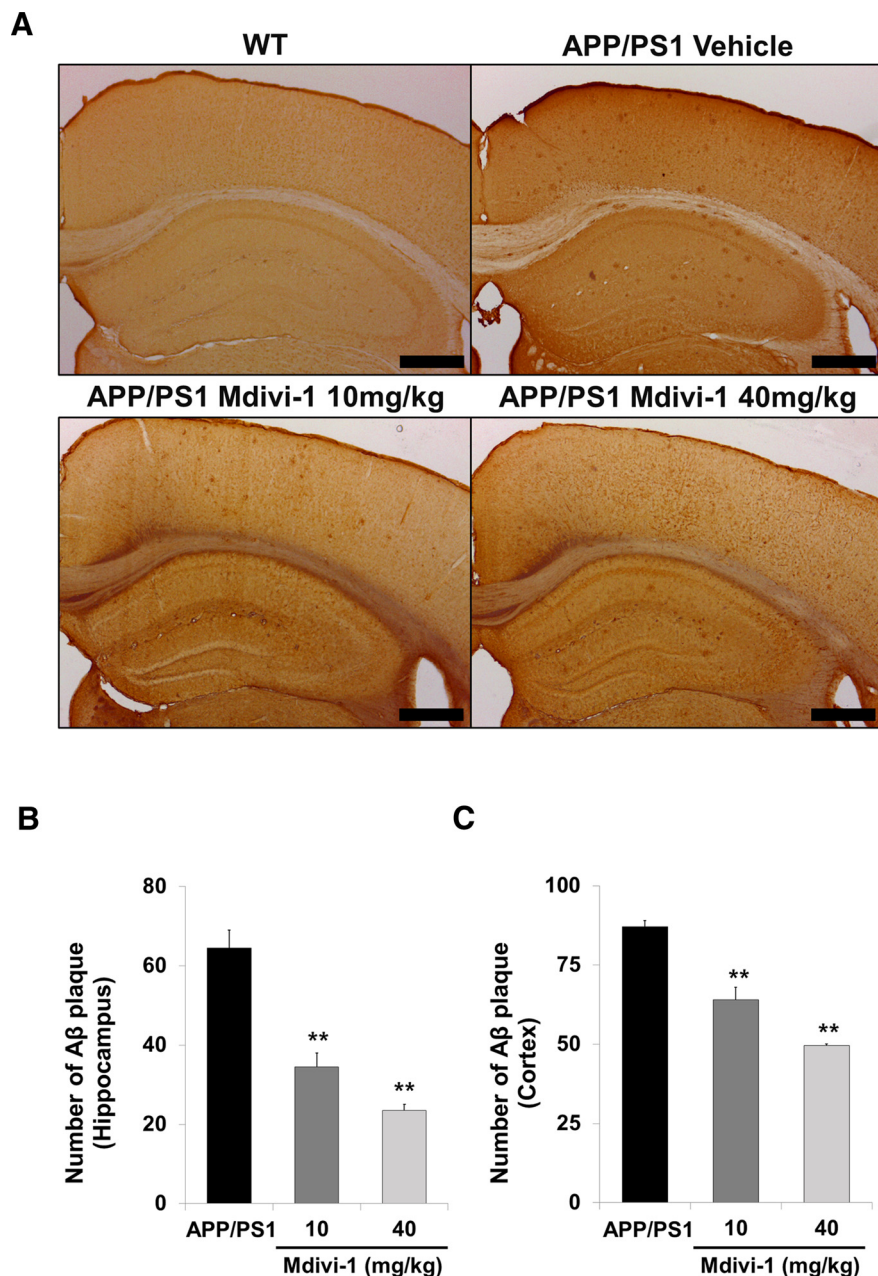 A
WT
APP/PS1 Vehicle
APP/PS1 Mdivi-1 10mg/kg
APP/PS1 Mdivi-1 40mg/kg
B
Number of Aβ plaque
(Hippocampus)
80
60
40
20
0
**
**
APP/PS1
10
40
Mdivi-1 (mg/kg)
C
Number of Aβ plaque
(Cortex)
100
75
50
25
0
**
**
APP/PS1
10
40
Mdivi-1 (mg/kg)